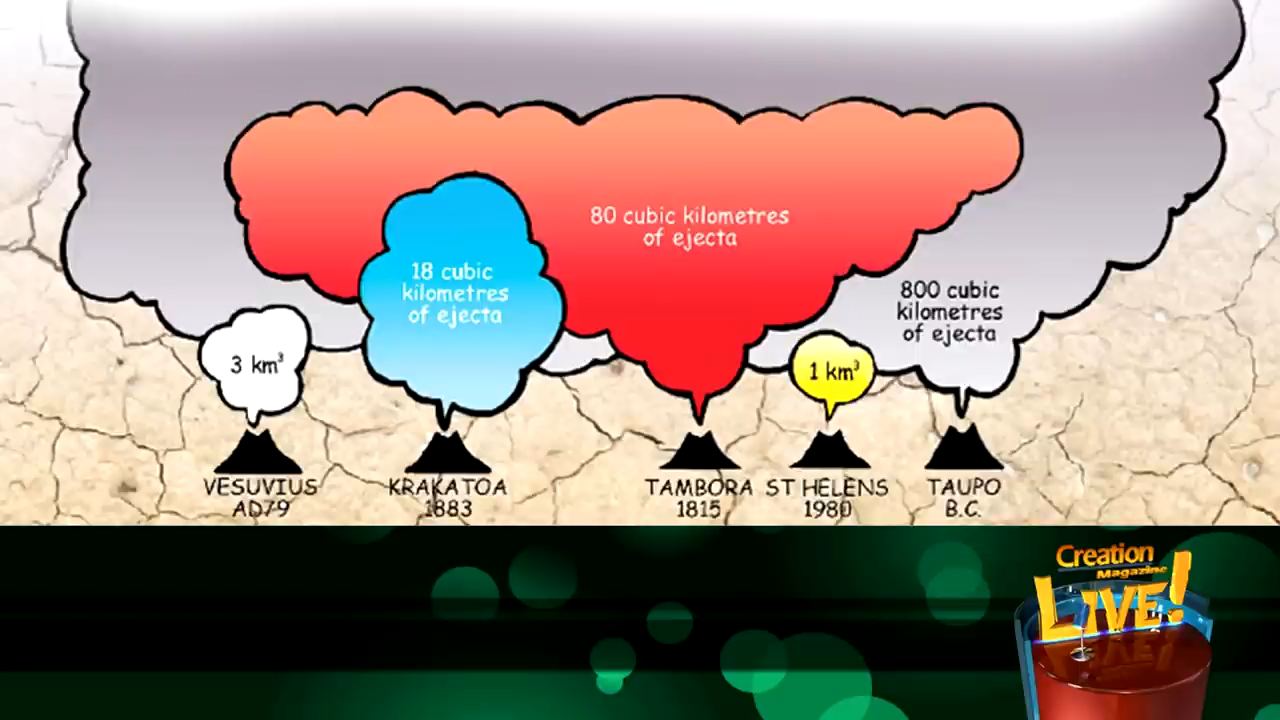 80 cubic kilometres
of ejecta
18 cubic
kilometres
of ejecta
800 cubic
kilometres
of ejecta
3 km³
1 km³
VESUVIUS
AD79
KRAKATOA
1883
TAMBORA
1815
ST HELENS
1980
TAUPO
B.C.
Creation
Magazine
LIVE!